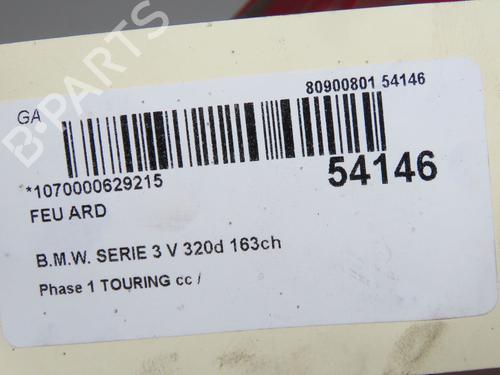 B-PARTS
GA
80900801 54146
*1070000629215
54146
FEU ARD
B.M.W. SERIE 3 V 320d 163ch
Phase 1 TOURING cc /